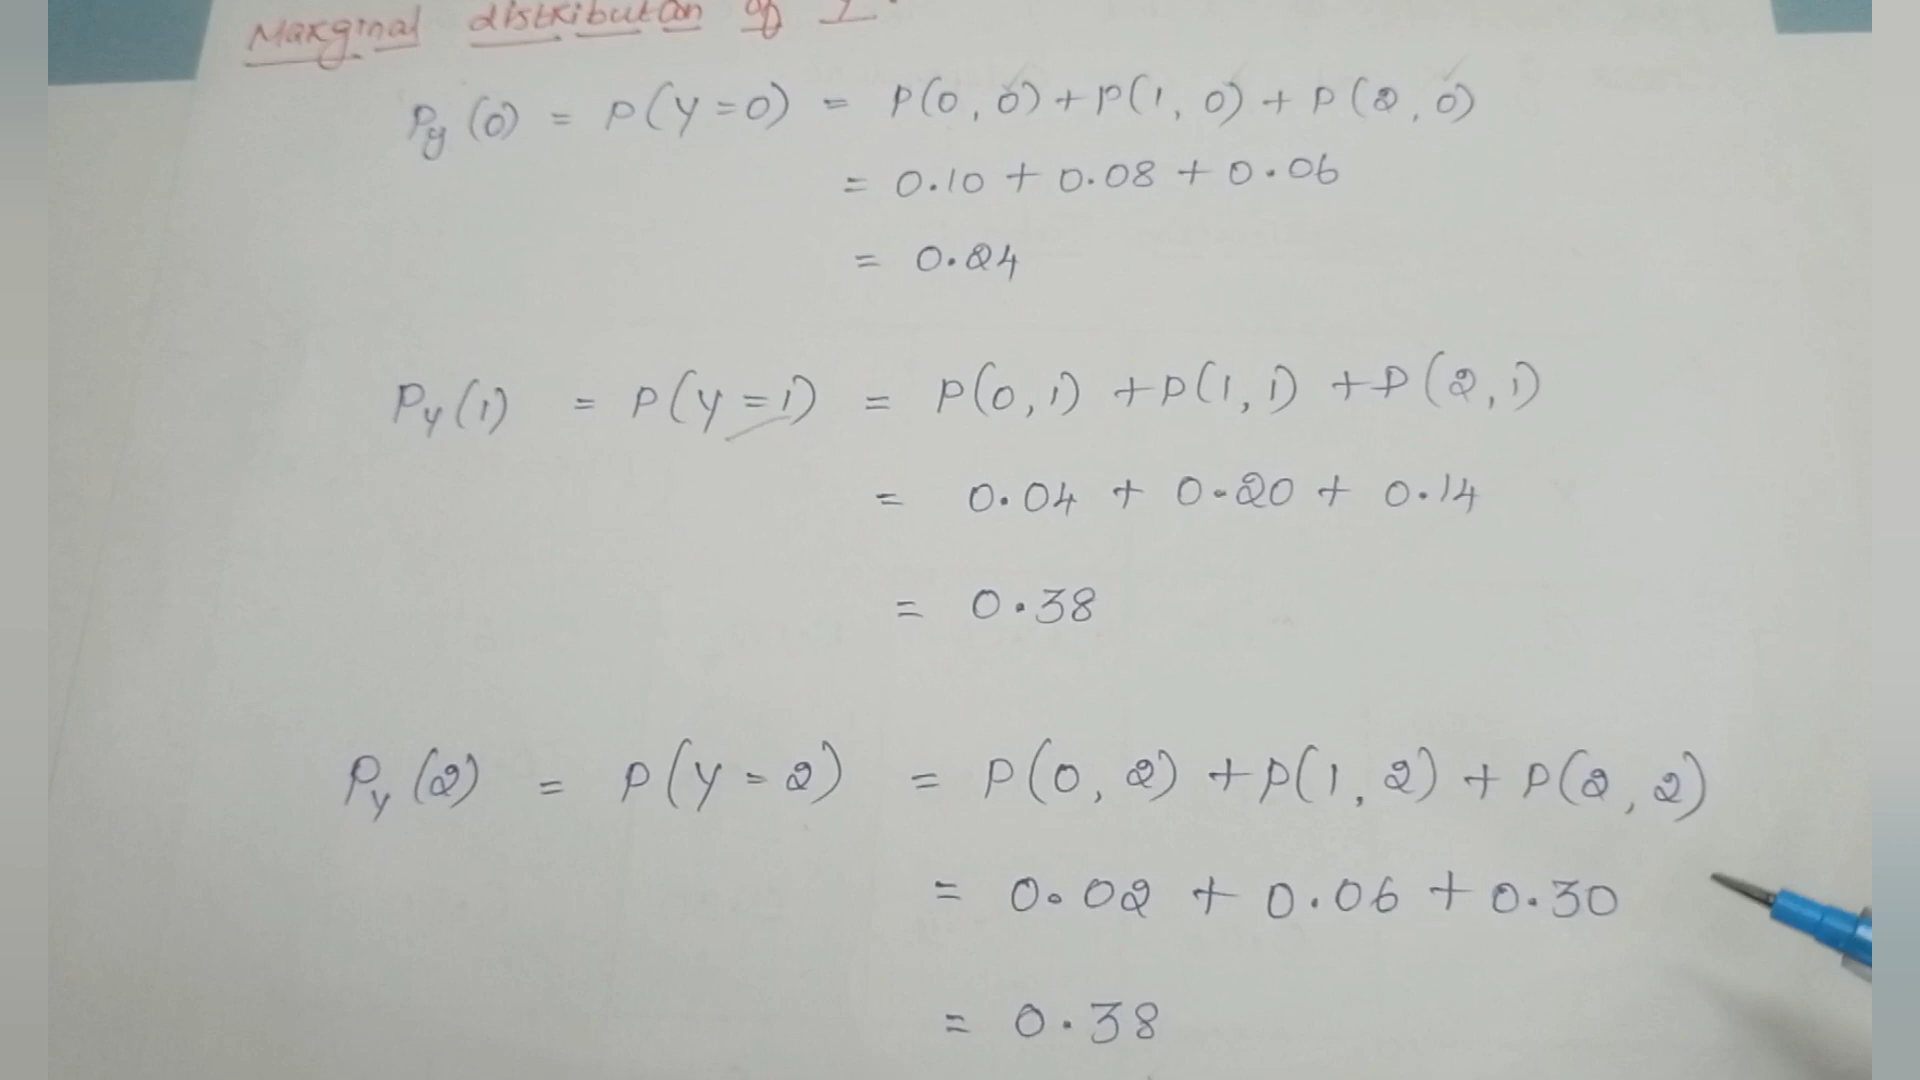 Marginal distribution of Y
Py(0) = P(Y=0) = P(0,0)+P(1,0)+P(2,0)
= 0.10 + 0.08 + 0.06
= 0.24
Py(1) = P(Y=1) = P(0,1) +P(1,1) +P(2,1)
= 0.04 + 0.20 + 0.14
= 0.38
Py(2) = P(Y=2) = P(0,2) +P(1,2) + P(2,2)
= 0.02 + 0.06 + 0.30
= 0.38